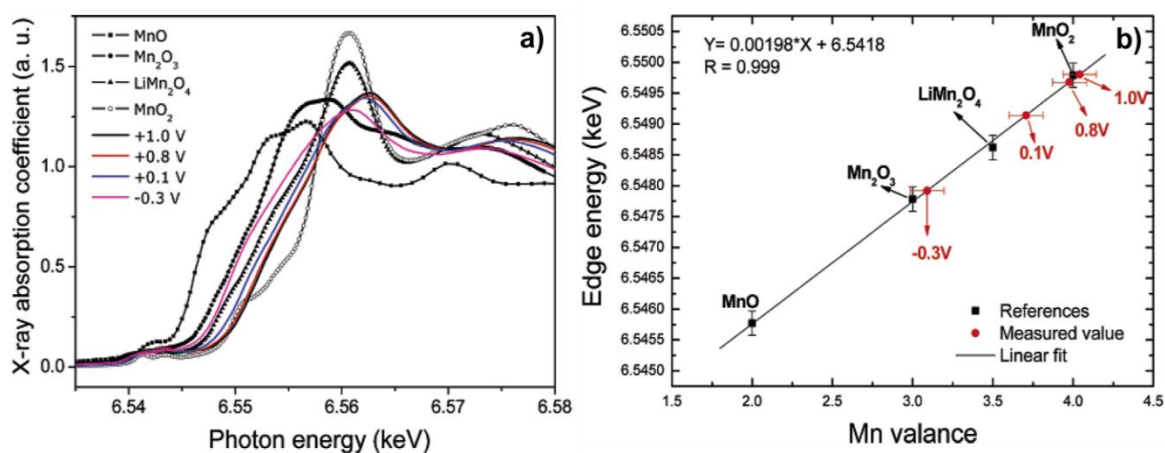 a)
MnO
Mn₂O₃
LiMn₂O₄
MnO₂
+1.0 V
+0.8 V
+0.1 V
-0.3 V
X-ray absorption coefficient (a. u.)
1.5
1.0
0.5
0.0
6.54 6.55 6.56 6.57 6.58
Photon energy (keV)
b)
Y= 0.00198*X + 6.5418
R = 0.999
MnO₂
1.0V
0.8V
LiMn₂O₄
0.1V
Mn₂O₃
-0.3V
MnO
References
Measured value
Linear fit
Edge energy (keV)
6.5505
6.5500
6.5495
6.5490
6.5485
6.5480
6.5475
6.5470
6.5465
6.5460
6.5455
6.5450
1.5 2.0 2.5 3.0 3.5 4.0 4.5
Mn valance